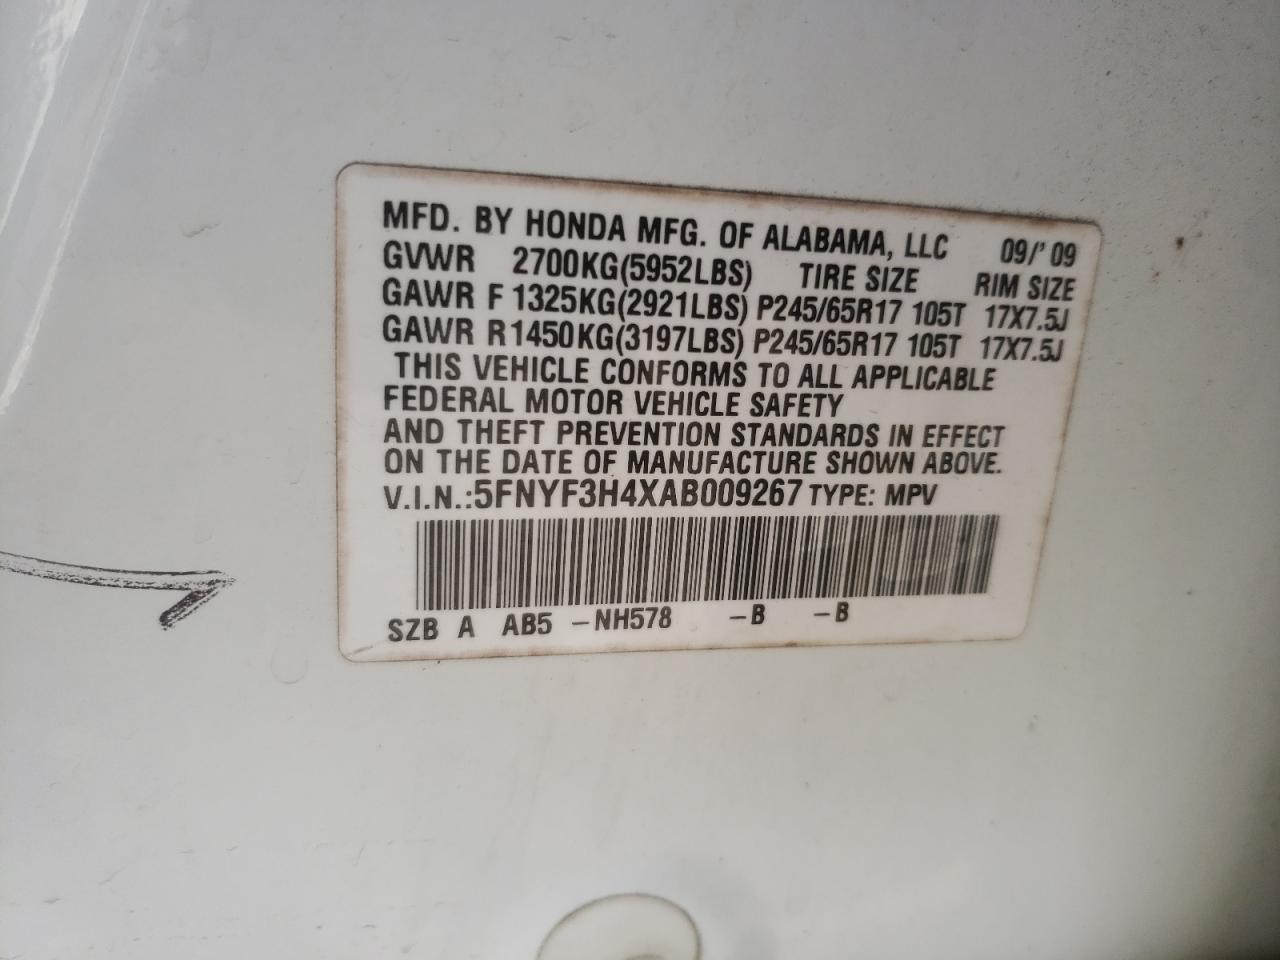 MFD. BY HONDA MFG. OF ALABAMA, LLC 09/'09
GVWR 2700KG(5952LBS) TIRE SIZE RIM SIZE
GAWR F 1325KG(2921LBS) P245/65R17 105T 17X7.5J
GAWR R 1450KG(3197LBS) P245/65R17 105T 17X7.5J
THIS VEHICLE CONFORMS TO ALL APPLICABLE
FEDERAL MOTOR VEHICLE SAFETY
AND THEFT PREVENTION STANDARDS IN EFFECT
ON THE DATE OF MANUFACTURE SHOWN ABOVE.
V.I.N.:5FNYF3H4XAB009267 TYPE: MPV
SZB A AB5 -NH578 -B -B